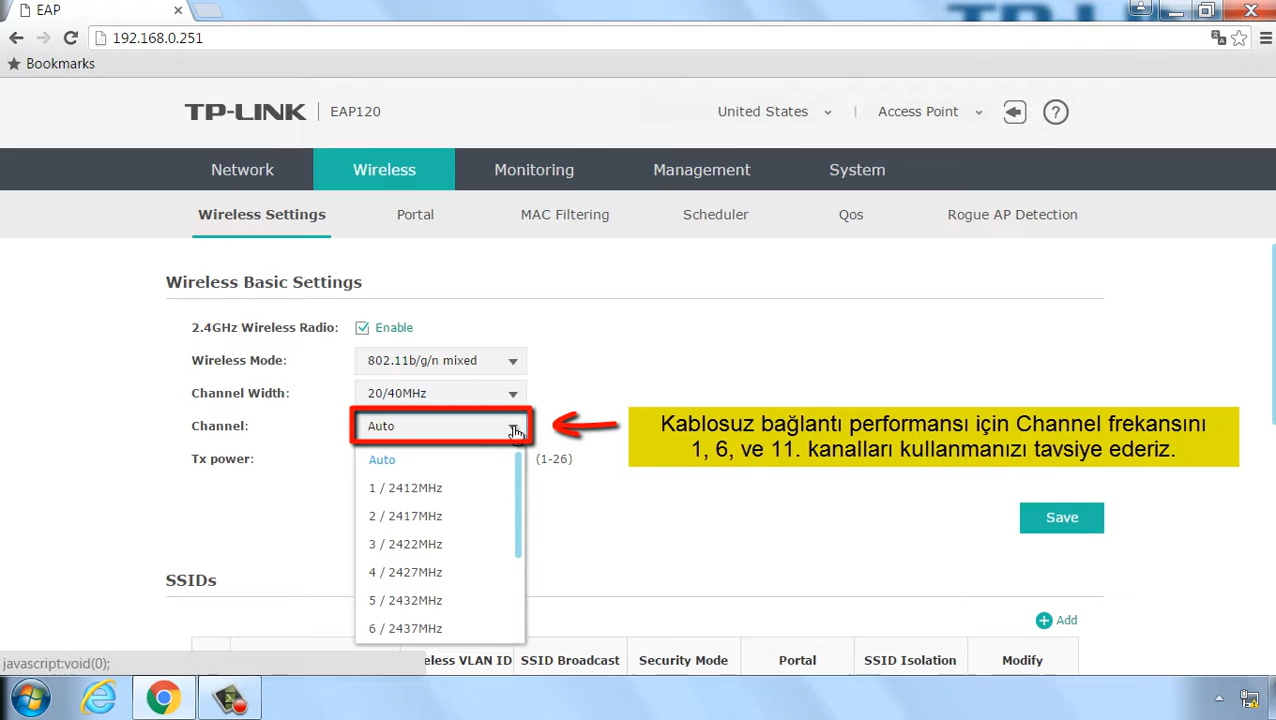 EAP
192.168.0.251
Bookmarks
TP-LINK
EAP120
United States
Access Point
Network
Wireless
Monitoring
Management
System
Wireless Settings
Portal
MAC Filtering
Scheduler
Qos
Rogue AP Detection
Wireless Basic Settings
2.4GHz Wireless Radio:
Enable
Wireless Mode:
802.11b/g/n mixed
Channel Width:
20/40MHz
Channel:
Auto
Kablosuz bağlantı performansı için Channel frekansını
1, 6, ve 11. kanalları kullanmanızı tavsiye ederiz.
Tx power:
(1-26)
Auto
1 / 2412MHz
2 / 2417MHz
3 / 2422MHz
4 / 2427MHz
5 / 2432MHz
6 / 2437MHz
Save
SSIDs
Add
VLAN ID
SSID Broadcast
Security Mode
Portal
SSID Isolation
Modify
javascript:void(0);